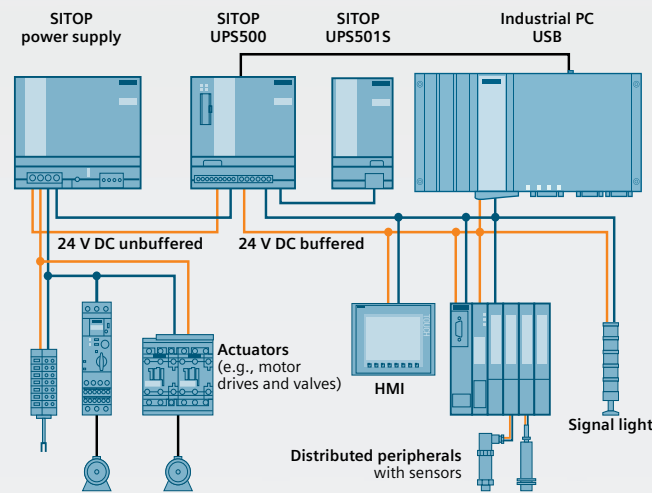 SITOP
power supply
SITOP
UPS500
SITOP
UPS501S
Industrial PC
USB
24 V DC unbuffered
24 V DC buffered
Actuators
(e.g., motor
drives and valves)
HMI
Signal light
Distributed peripherals
with sensors